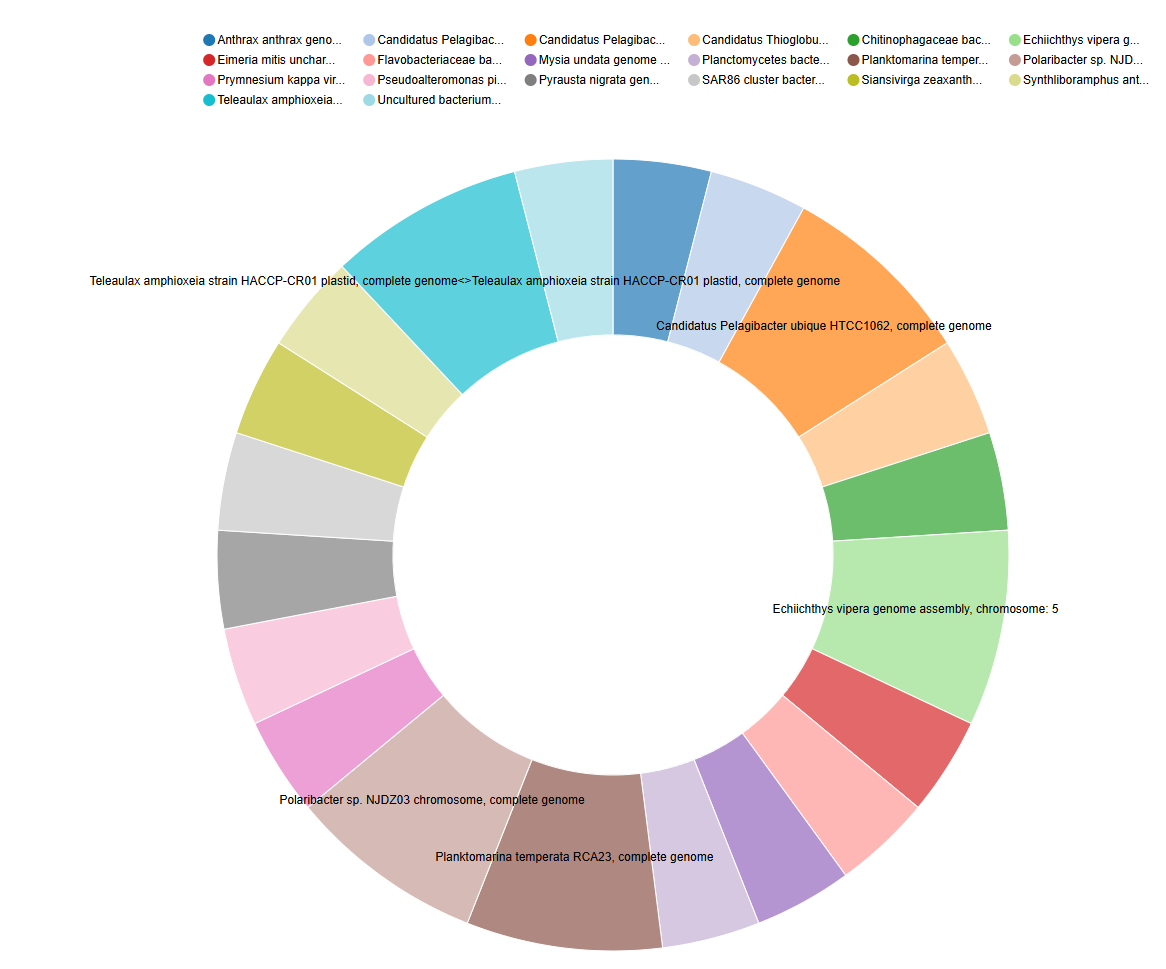 Anthrax anthrax geno... Candidatus Pelagibac... Candidatus Pelagibac... Candidatus Thioglobu... Chitinophagaceae bac... Echiichthys vipera g...
Eimeria mitis unchar... Flavobacteriaceae ba... Mysia undata genome ... Planctomycetes bacte... Planktomarina temper... Polaribacter sp. NJD...
Prymnesium kappa vir... Pseudoalteromonas pi... Pyrausta nigrata gen... SAR86 cluster bacter... Siansivirga zeaxanth... Synthliboramphus ant...
Teleaulax amphioxeia... Uncultured bacterium...
Teleaulax amphioxeia strain HACCP-CR01 plastid, complete genome<>Teleaulax amphioxeia strain HACCP-CR01 plastid, complete genome
Candidatus Pelagibacter ubique HTCC1062, complete genome
Echiichthys vipera genome assembly, chromosome: 5
Polaribacter sp. NJDZ03 chromosome, complete genome
Planktomarina temperata RCA23, complete genome